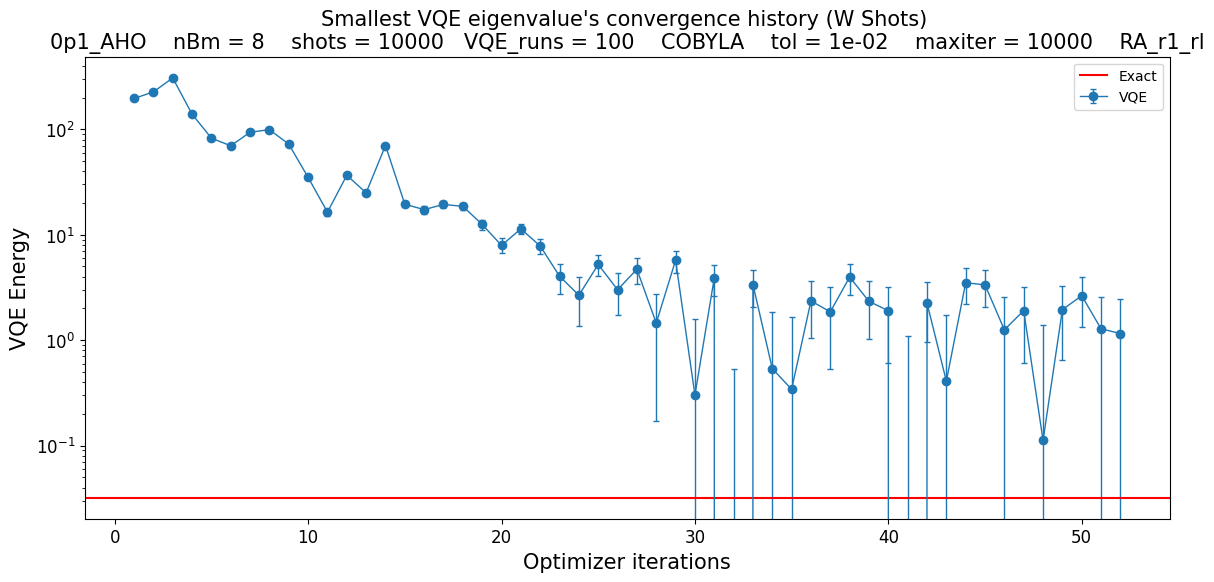 Smallest VQE eigenvalue's convergence history (W Shots)
0p1_AHO nBm = 8 shots = 10000 VQE_runs = 100 COBYLA tol = 1e-02 maxiter = 10000 RA_r1_rl
Exact
VQE
10²
10¹
10⁰
10⁻¹
VQE Energy
0 10 20 30 40 50
Optimizer iterations